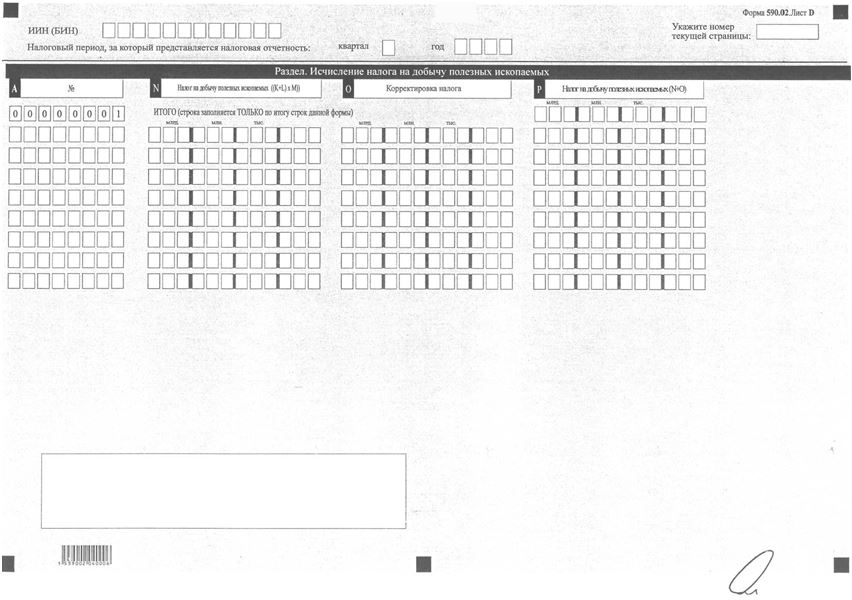 Форма 590.02 Лист D
ИИН (БИН)
Укажите номер
текущей страницы:
Налоговый период, за который представляется налоговая отчетность: квартал год
Раздел. Исчисление налога на добычу полезных ископаемых
A № N Налог на добычу полезных ископаемых ((K+L) x M)) O Корректировка налога P Налог на добычу полезных ископаемых (N+O)
млрд. млн. тыс.
0 0 0 0 0 0 0 1 ИТОГО (строка заполняется ТОЛЬКО по итогу строк данной формы)
млрд. млн. тыс. млрд. млн. тыс.